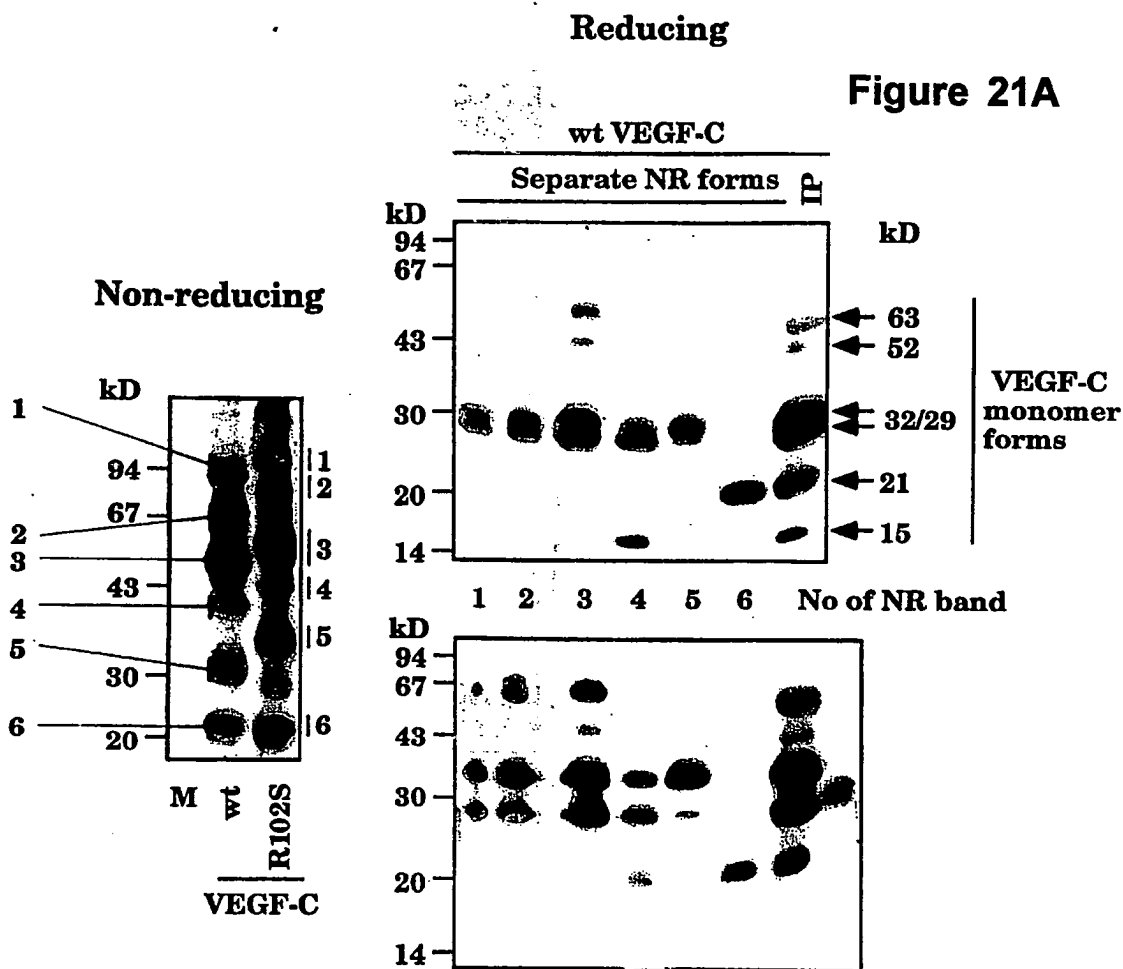 Reducing
Figure 21A
wt VEGF-C
Separate NR forms
IP
kD
94
67
43
30
20
14
kD
63
52
32/29
21
15
VEGF-C
monomer
forms
Non-reducing
kD
94
67
43
30
20
1
2
3
4
5
6
1
2
3
4
5
6
M
wt
R102S
VEGF-C
1 2 3 4 5 6 No of NR band
kD
94
67
43
30
20
14